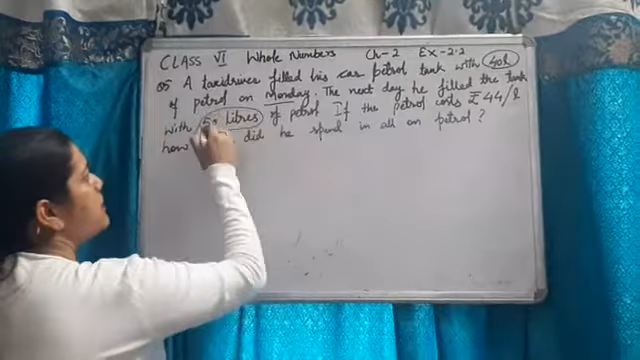 CLASS VI Whole Numbers Ch-2 Ex-2.2
Q5 A taxidriver filled his car petrol tank with 40l
of petrol on monday. The next day he filled the tank
with litres of petrol If the petrol costs ₹ 44/l
how did he spend in all on petrol?